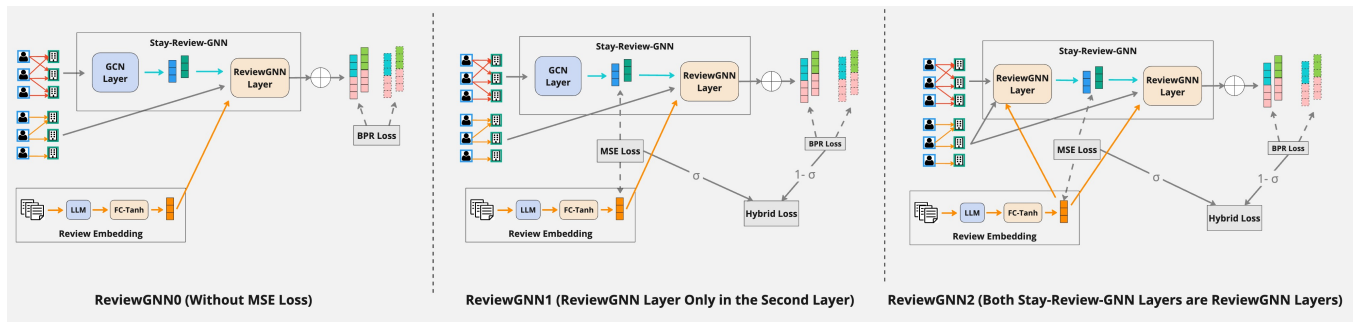 Stay-Review-GNN
GCN
Layer
ReviewGNN
Layer
BPR Loss
LLM
FC-Tanh
Review Embedding
ReviewGNN0 (Without MSE Loss)
Stay-Review-GNN
GCN
Layer
ReviewGNN
Layer
MSE Loss
BPR Loss
σ
1- σ
LLM
FC-Tanh
Hybrid Loss
Review Embedding
ReviewGNN1 (ReviewGNN Layer Only in the Second Layer)
Stay-Review-GNN
ReviewGNN
Layer
ReviewGNN
Layer
MSE Loss
BPR Loss
σ
1- σ
LLM
FC-Tanh
Hybrid Loss
Review Embedding
ReviewGNN2 (Both Stay-Review-GNN Layers are ReviewGNN Layers)